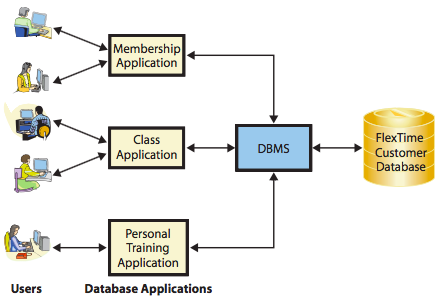 Membership
Application
Class
Application
Personal
Training
Application
DBMS
FlexTime
Customer
Database
Users
Database Applications